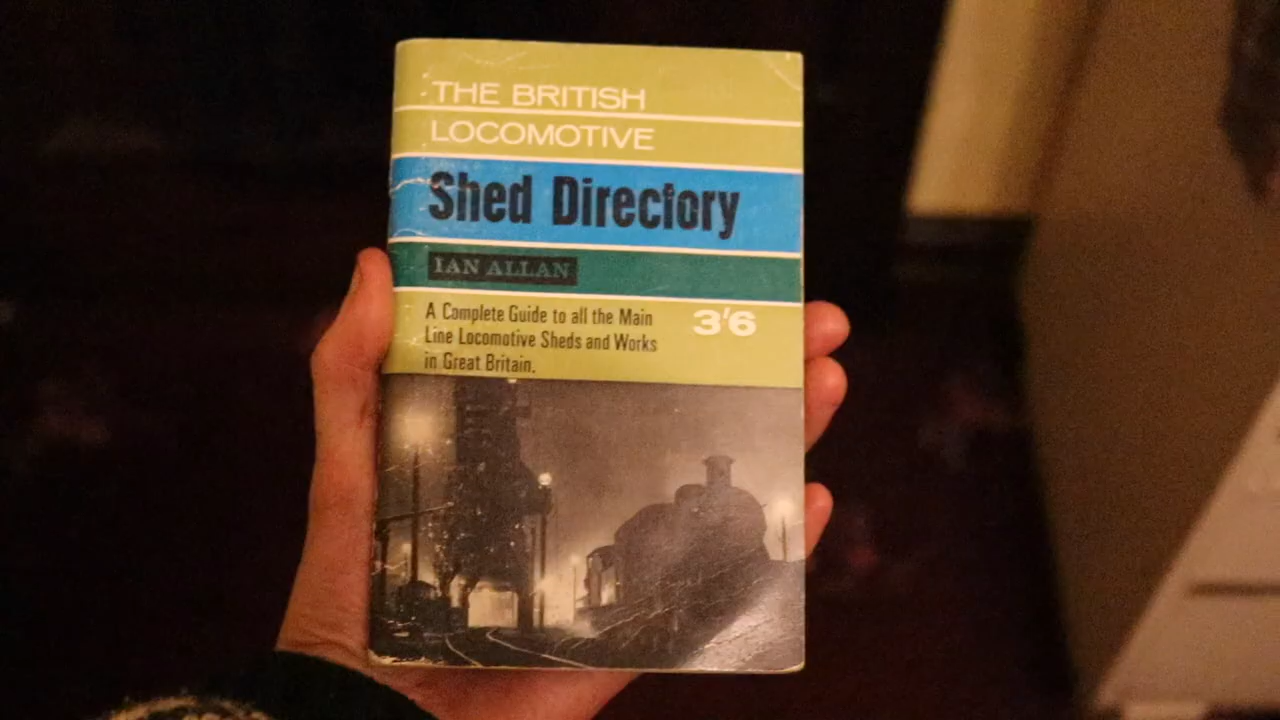 THE BRITISH
LOCOMOTIVE
Shed Directory
IAN ALLAN
A Complete Guide to all the Main
Line Locomotive Sheds and Works
in Great Britain.
3'6